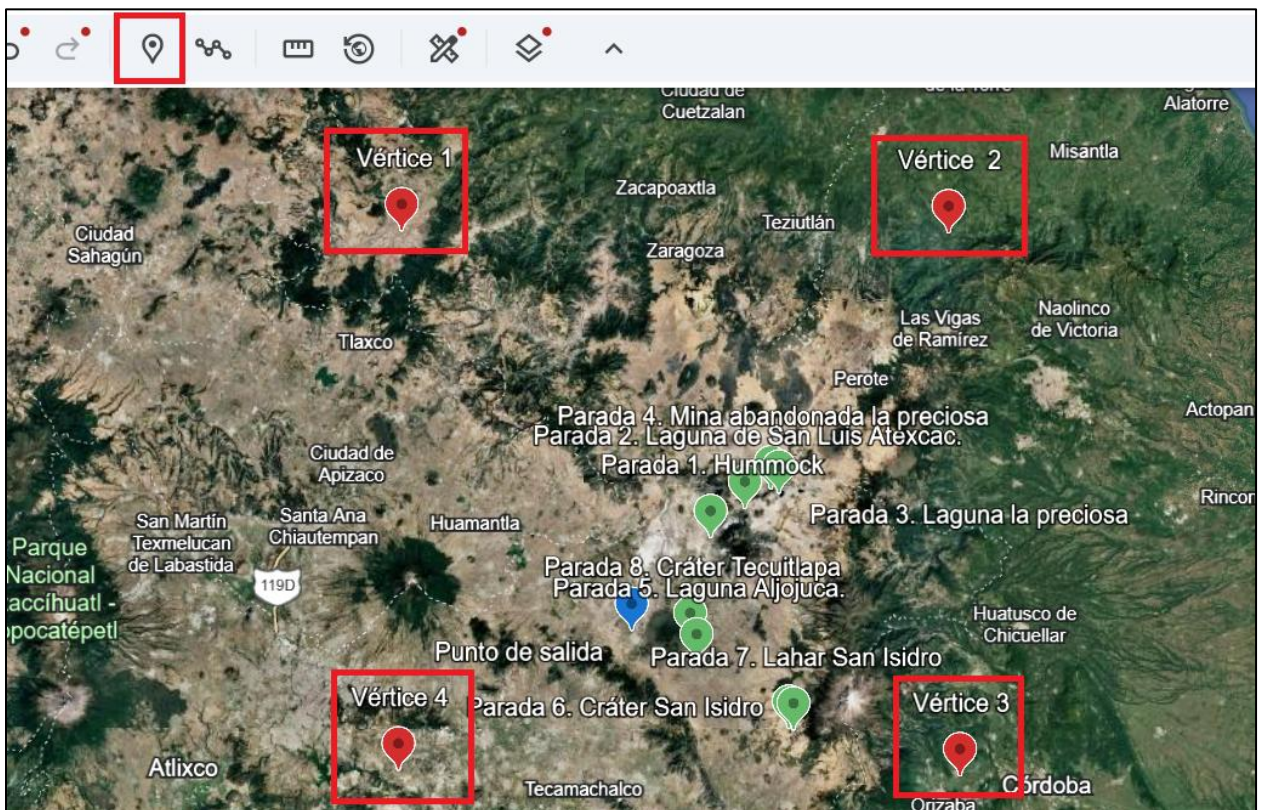 Ciudad de
Cuetzalan
Alatorre
Vértice 1
Vértice 2
Misantla
Zacapoaxtla
Teziutlán
Ciudad
Sahagún
Zaragoza
Las Vigas
de Ramírez
Naolinco
de Victoria
Tlaxco
Perote
Actopan
Parada 4. Mina abandonada la preciosa
Parada 2. Laguna de San Luis Atexcac.
Parada 1. Hummock
Ciudad de
Apizaco
Rincon
San Martín
Texmelucan
de Labastida
Santa Ana
Chiautempan
Huamantla
Parada 3. Laguna la preciosa
Parque
Nacional
accíhuatl -
opocatépetl
119D
Parada 8. Cráter Tecuitlapa
Parada 5. Laguna Aljojuca.
Huatusco de
Chicuellar
Punto de salida
Parada 7. Lahar San Isidro
Vértice 4
Parada 6. Cráter San Isidro
Vértice 3
Atlixco
Tecamachalco
Córdoba
Orizaba